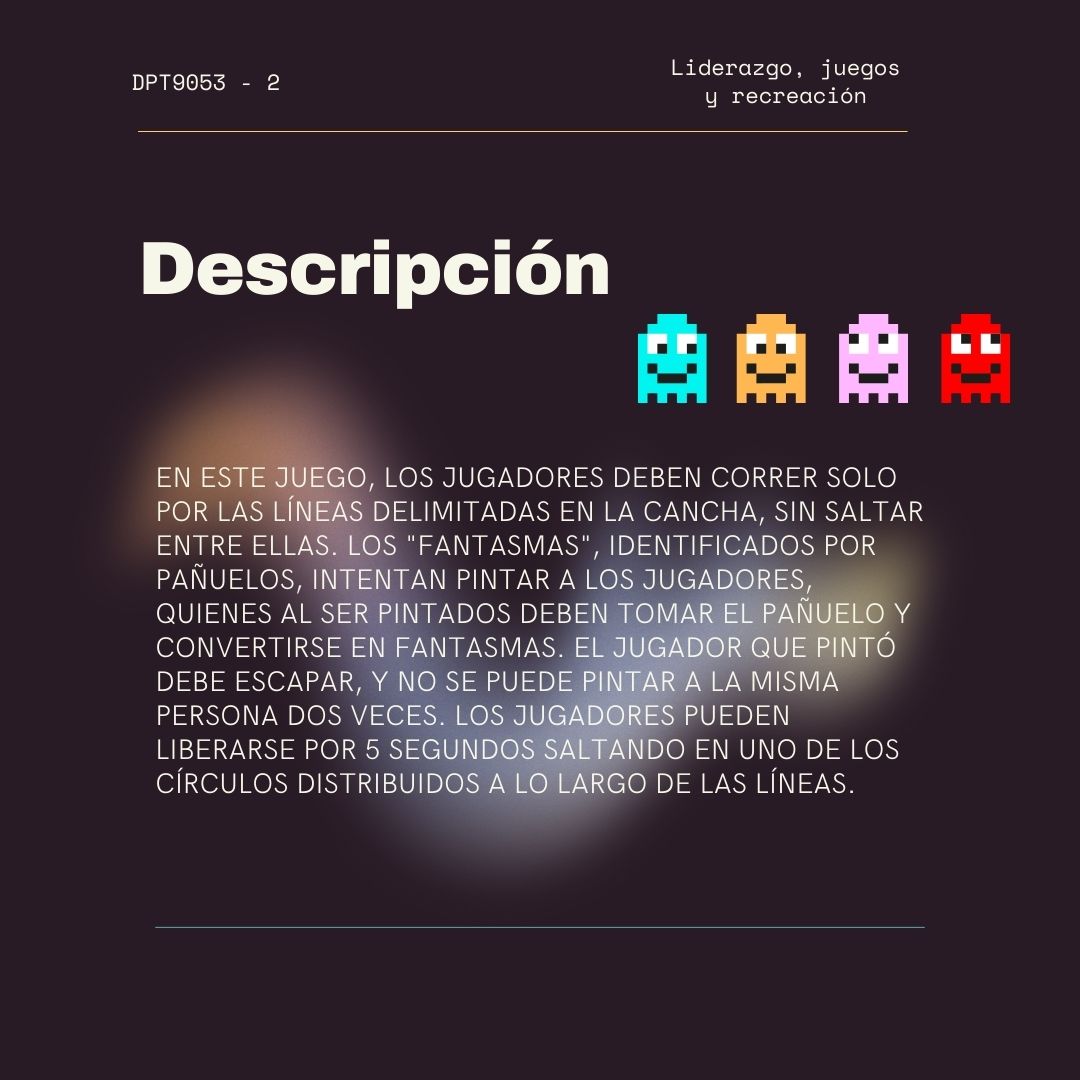 DPT9053 - 2
Liderazgo, juegos
y recreación
Descripción
EN ESTE JUEGO, LOS JUGADORES DEBEN CORRER SOLO
POR LAS LÍNEAS DELIMITADAS EN LA CANCHA, SIN SALTAR
ENTRE ELLAS. LOS "FANTASMAS", IDENTIFICADOS POR
PAÑUELOS, INTENTAN PINTAR A LOS JUGADORES,
QUIENES AL SER PINTADOS DEBEN TOMAR EL PAÑUELO Y
CONVERTIRSE EN FANTASMAS. EL JUGADOR QUE PINTÓ
DEBE ESCAPAR, Y NO SE PUEDE PINTAR A LA MISMA
PERSONA DOS VECES. LOS JUGADORES PUEDEN
LIBERARSE POR 5 SEGUNDOS SALTANDO EN UNO DE LOS
CÍRCULOS DISTRIBUIDOS A LO LARGO DE LAS LÍNEAS.